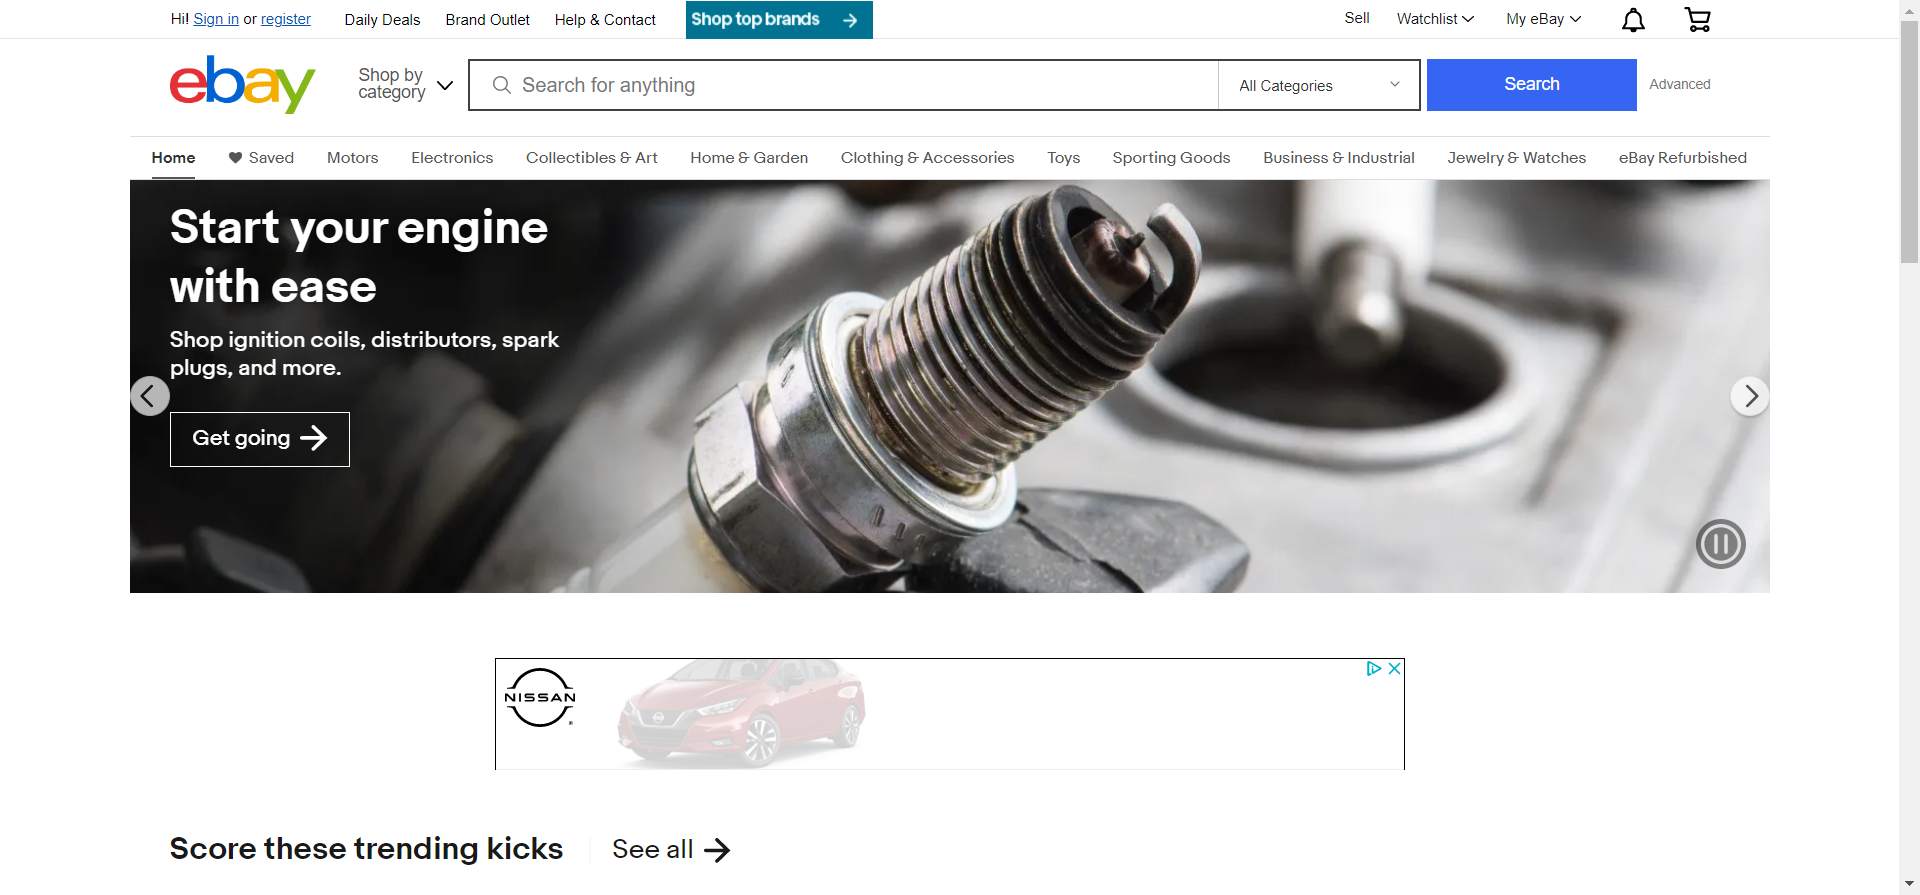 Hi! Sign in or register
Daily Deals
Brand Outlet
Help & Contact
Shop top brands
Sell
Watchlist
My eBay
ebay
Shop by
category
Search for anything
All Categories
Search
Advanced
Home
Saved
Motors
Electronics
Collectibles & Art
Home & Garden
Clothing & Accessories
Toys
Sporting Goods
Business & Industrial
Jewelry & Watches
eBay Refurbished
Start your engine
with ease
Shop ignition coils, distributors, spark
plugs, and more.
Get going
NISSAN
Score these trending kicks
See all